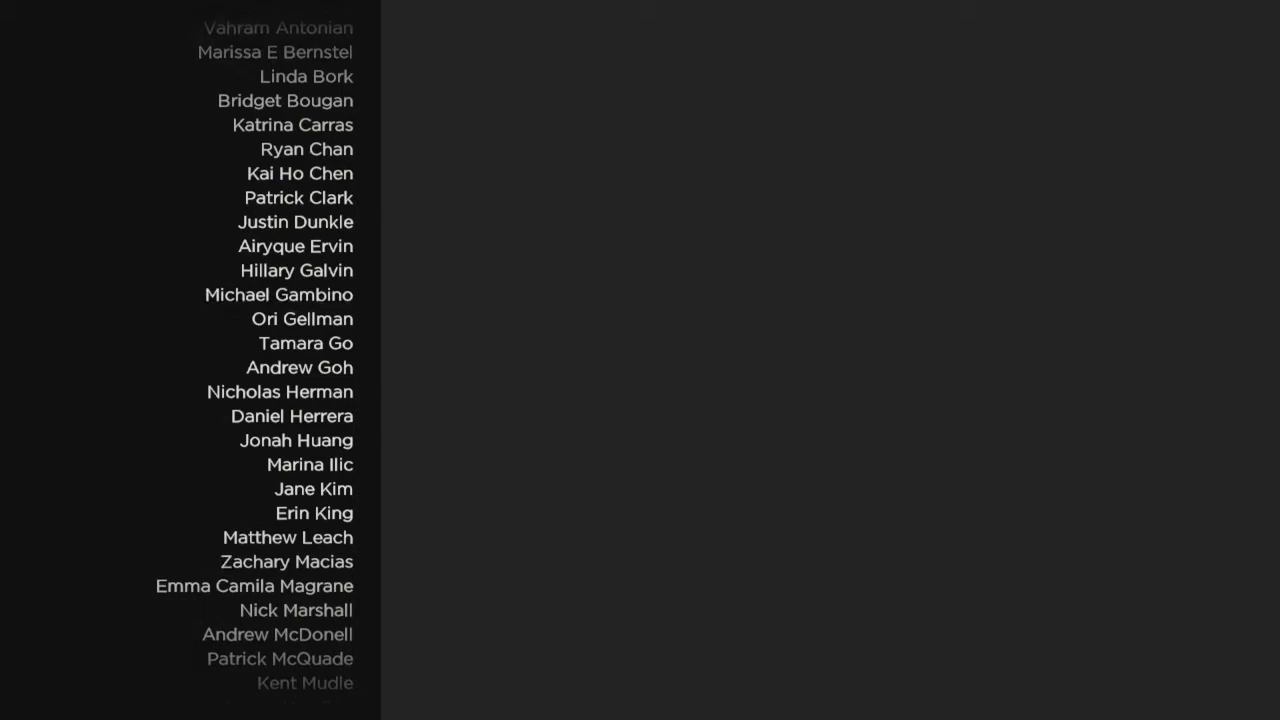 Vahram Antonian
Marissa E Bernstel
Linda Bork
Bridget Bougan
Katrina Carras
Ryan Chan
Kai Ho Chen
Patrick Clark
Justin Dunkle
Airyque Ervin
Hillary Galvin
Michael Gambino
Ori Gellman
Tamara Go
Andrew Goh
Nicholas Herman
Daniel Herrera
Jonah Huang
Marina Ilic
Jane Kim
Erin King
Matthew Leach
Zachary Macias
Emma Camila Magrane
Nick Marshall
Andrew McDonell
Patrick McQuade
Kent Mudle